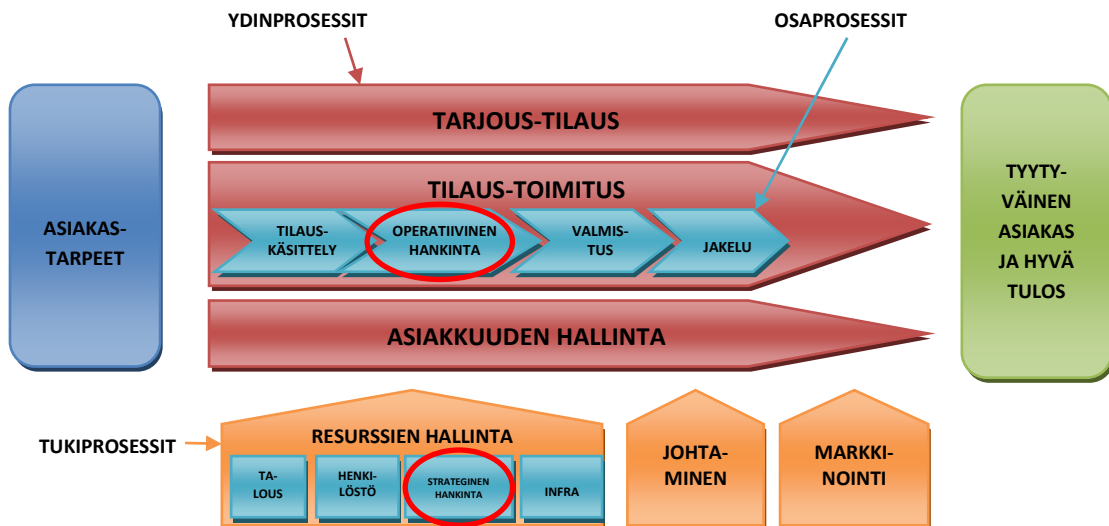 YDINPROSESSIT
OSAPROSESSIT
ASIAKAS-
TARPEET
TARJOUS-TILAUS
TILAUS-TOIMITUS
TILAUS-
KÄSITTELY
OPERATIIVINEN
HANKINTA
VALMIS-
TUS
JAKELU
ASIAKKUUDEN HALLINTA
TYYTY-
VÄINEN
ASIAKAS
JA HYVÄ
TULOS
TUKIPROSESSIT
RESURSSIEN HALLINTA
TA-
LOUS
HENKI-
LÖSTÖ
STRATEGINEN
HANKINTA
INFRA
JOHTA-
MINEN
MARKKI-
NOINTI